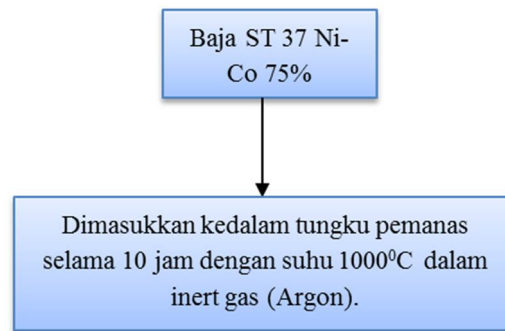 Baja ST 37 Ni-
Co 75%
Dimasukkan kedalam tungku pemanas
selama 10 jam dengan suhu 1000⁰C dalam
inert gas (Argon).